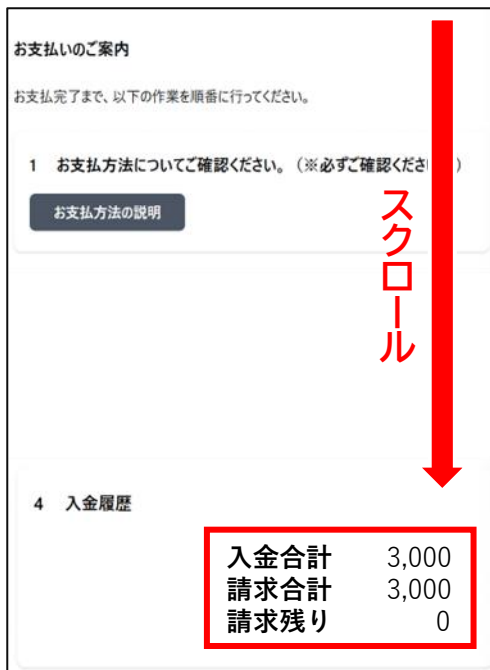 お支払いのご案内
お支払完了まで、以下の作業を順番に行ってください。
1 お支払方法についてご確認ください。(※必ずご確認くださ )
お支払方法の説明
スクロール
4 入金履歴
入金合計 3,000
請求合計 3,000
請求残り 0